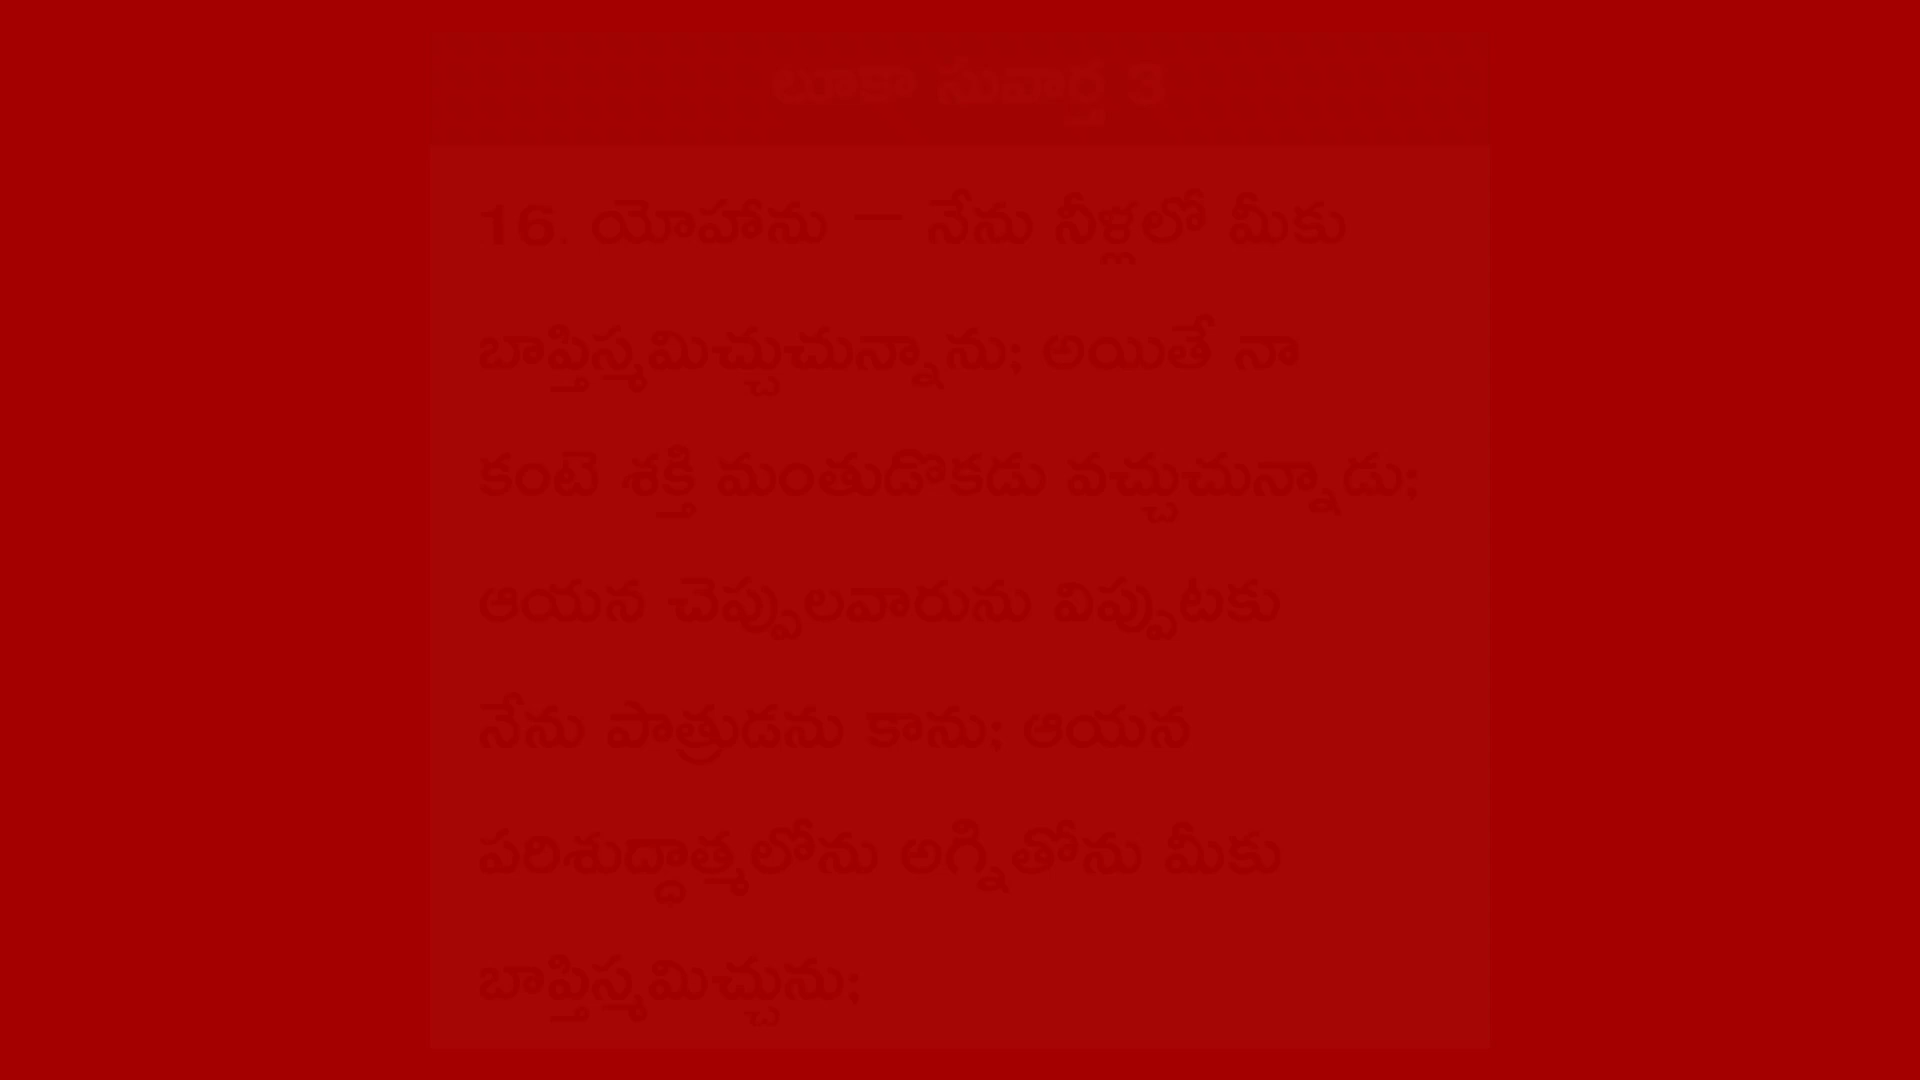 లూకా సువార్త 3
16. యోహాను — నేను నీళ్లలో మీకు
బాప్తిస్మమిచ్చుచున్నాను; అయితే నా
కంటె శక్తి మంతుడొకడు వచ్చుచున్నాడు;
ఆయన చెప్పులవారును విప్పుటకు
నేను పాత్రుడను కాను; ఆయన
పరిశుద్ధాత్మలోను అగ్నితోను మీకు
బాప్తిస్మమిచ్చును;